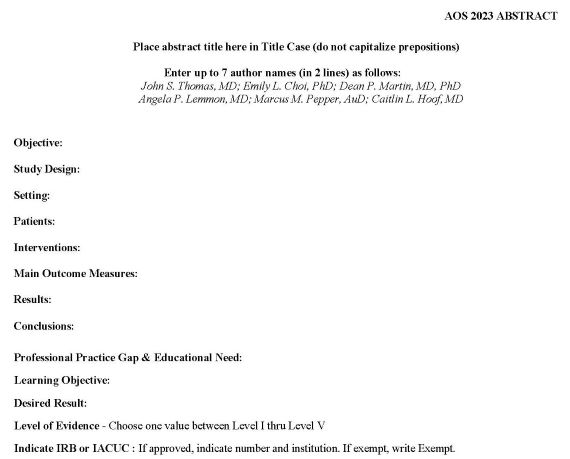 AOS 2023 ABSTRACT
Place abstract title here in Title Case (do not capitalize prepositions)
Enter up to 7 author names (in 2 lines) as follows:
John S. Thomas, MD; Emily L. Choi, PhD; Dean P. Martin, MD, PhD
Angela P. Lemmon, MD; Marcus M. Pepper, AuD; Caitlin L. Hoof, MD
Objective:
Study Design:
Setting:
Patients:
Interventions:
Main Outcome Measures:
Results:
Conclusions:
Professional Practice Gap & Educational Need:
Learning Objective:
Desired Result:
Level of Evidence - Choose one value between Level I thru Level V
Indicate IRB or IACUC : If approved, indicate number and institution. If exempt, write Exempt.